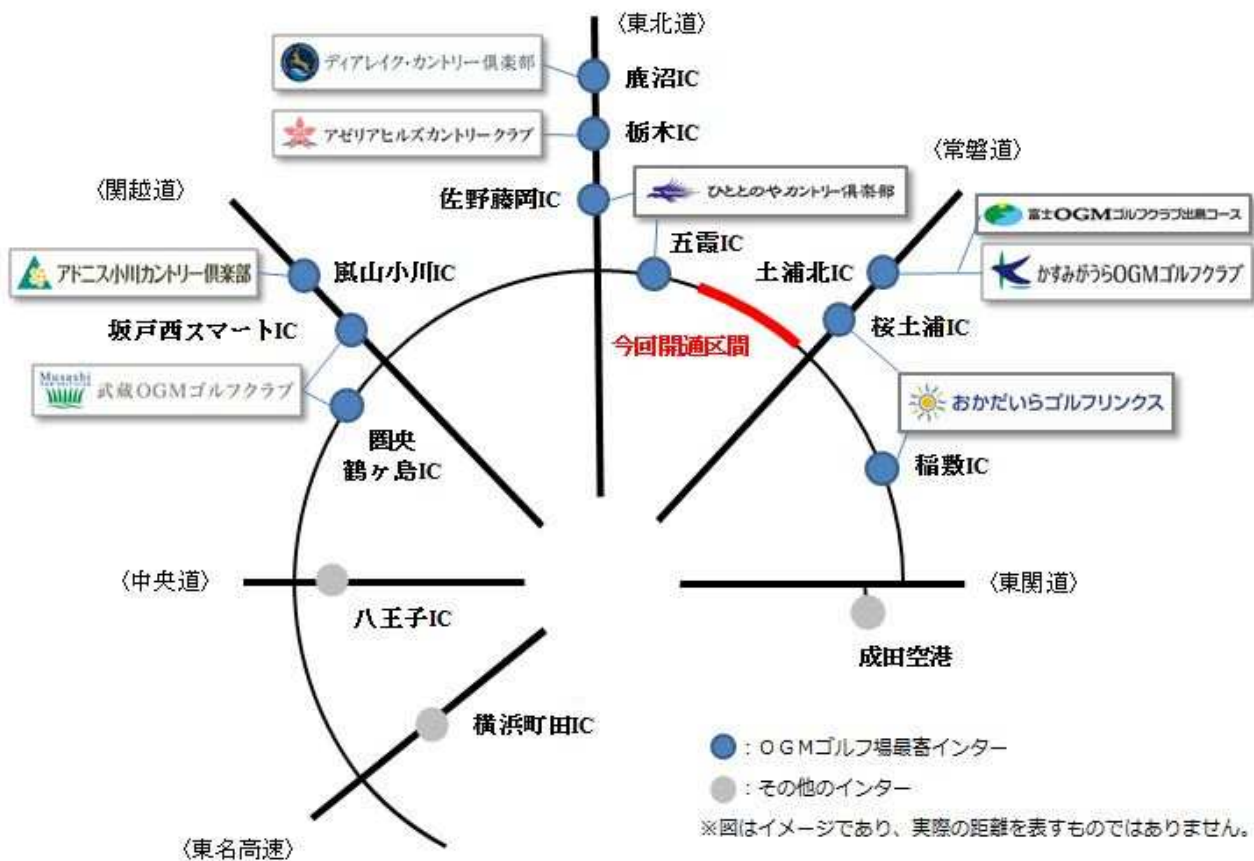 〈東北道〉
ディアレイク・カントリー倶楽部
鹿沼IC
アゼリアヒルズカントリークラブ
栃木IC
〈常磐道〉
〈関越道〉
佐野藤岡IC
ひととのやカントリー倶楽部
富士OGMゴルフクラブ出島コース
五霞IC
アドニス小川カントリー倶楽部
嵐山小川IC
土浦北IC
かすみがうらOGMゴルフクラブ
坂戸西スマートIC
桜土浦IC
今回開通区間
Musashi
武蔵OGMゴルフクラブ
おかだいらゴルフリンクス
圏央
鶴ヶ島IC
稲敷IC
〈中央道〉
〈東関道〉
八王子IC
成田空港
横浜町田IC
：ＯＧＭゴルフ場最寄インター
：その他のインター
※図はイメージであり、実際の距離を表すものではありません。
〈東名高速〉